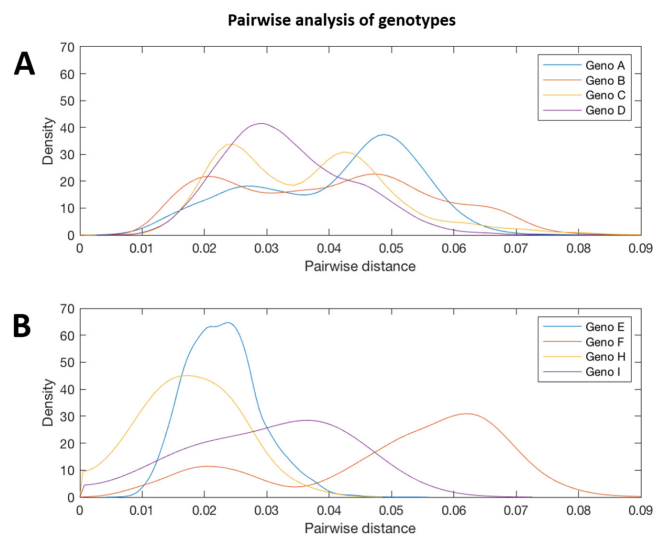 Pairwise analysis of genotypes
A
70
60
50
40
30
20
10
0
Density
0 0.01 0.02 0.03 0.04 0.05 0.06 0.07 0.08 0.09
Pairwise distance
Geno A
Geno B
Geno C
Geno D
B
70
60
50
40
30
20
10
0
Density
0 0.01 0.02 0.03 0.04 0.05 0.06 0.07 0.08 0.09
Pairwise distance
Geno E
Geno F
Geno H
Geno I